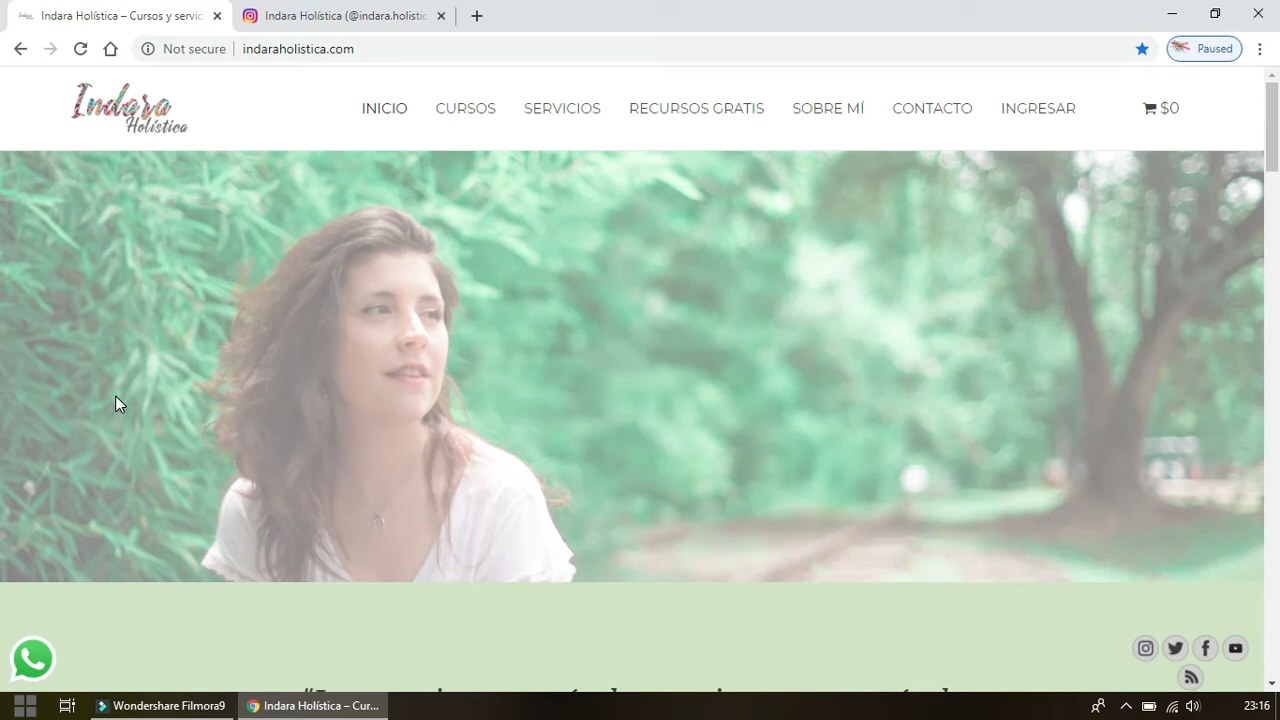 Indara Holística – Cursos y servic
Indara Holística (@indara.holistic
Not secure
indaraholistica.com
Paused
Indara
Holística
INICIO
CURSOS
SERVICIOS
RECURSOS GRATIS
SOBRE MÍ
CONTACTO
INGRESAR
$0
Wondershare Filmora9
Indara Holística – Cur...
23:16